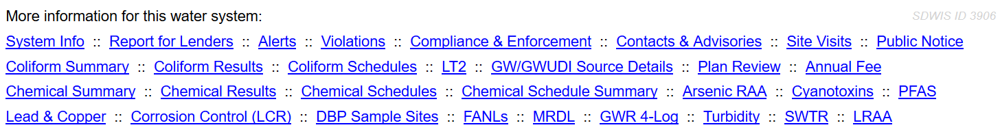 More information for this water system: SDWIS ID 3906
System Info :: Report for Lenders :: Alerts :: Violations :: Compliance & Enforcement :: Contacts & Advisories :: Site Visits :: Public Notice
Coliform Summary :: Coliform Results :: Coliform Schedules :: LT2 :: GW/GWUDI Source Details :: Plan Review :: Annual Fee
Chemical Summary :: Chemical Results :: Chemical Schedules :: Chemical Schedule Summary :: Arsenic RAA :: Cyanotoxins :: PFAS
Lead & Copper :: Corrosion Control (LCR) :: DBP Sample Sites :: FANLs :: MRDL :: GWR 4-Log :: Turbidity :: SWTR :: LRAA